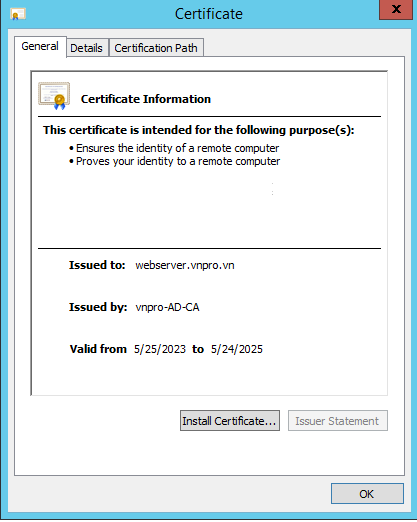 Certificate
x
General
Details
Certification Path
Certificate Information
This certificate is intended for the following purpose(s):
• Ensures the identity of a remote computer
• Proves your identity to a remote computer
Issued to: webserver.vnpro.vn
Issued by: vnpro-AD-CA
Valid from 5/25/2023 to 5/24/2025
Install Certificate...
Issuer Statement
OK